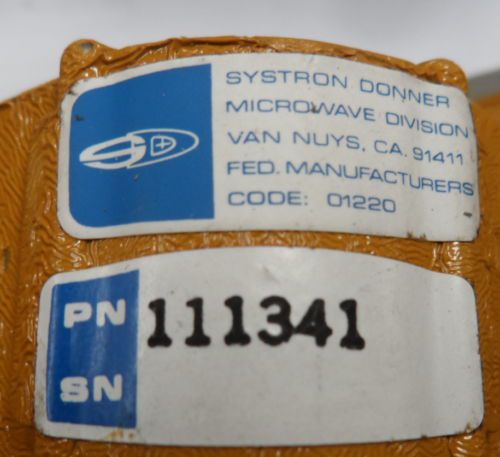 SYSTRON DONNER
MICROWAVE DIVISION
VAN NUYS, CA. 91411
FED. MANUFACTURERS
CODE: 01220
PN 111341
SN